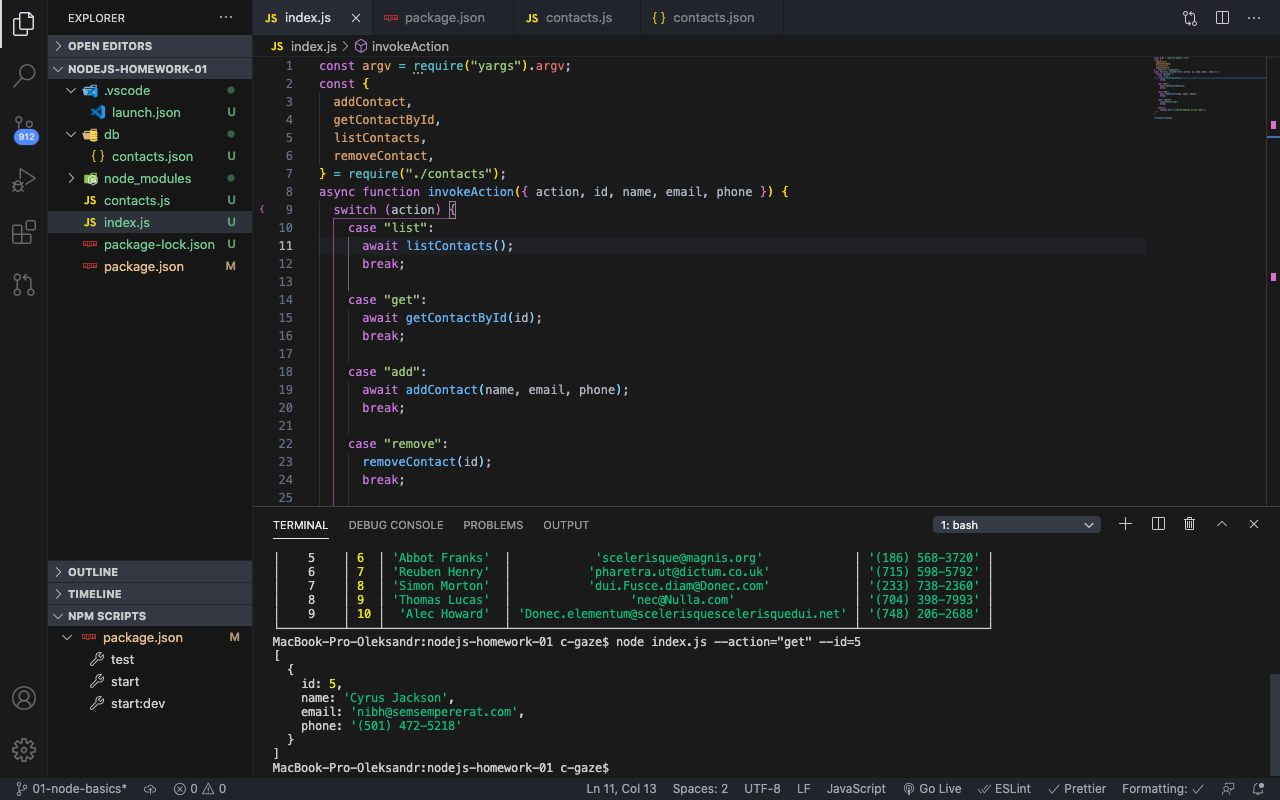 EXPLORER
OPEN EDITORS
NODEJS-HOMEWORK-01
.vscode
launch.json U
db
contacts.json U
node_modules
contacts.js U
index.js U
package-lock.json U
package.json M
912
OUTLINE
TIMELINE
NPM SCRIPTS
package.json M
test
start
start:dev
JS index.js
package.json
JS contacts.js
{ } contacts.json
JS index.js > invokeAction
1 const argv = require("yargs").argv;
2 const {
3 addContact,
4 getContactById,
5 listContacts,
6 removeContact,
7 } = require("./contacts");
8 async function invokeAction({ action, id, name, email, phone }) {
9 switch (action) {
10 case "list":
11 await listContacts();
12 break;
13
14 case "get":
15 await getContactById(id);
16 break;
17
18 case "add":
19 await addContact(name, email, phone);
20 break;
21
22 case "remove":
23 removeContact(id);
24 break;
25
TERMINAL DEBUG CONSOLE PROBLEMS OUTPUT 1: bash
5 6 'Abbot Franks' 'scelerisque@magnis.org' '(186) 568-3720'
6 7 'Reuben Henry' 'pharetra.ut@dictum.co.uk' '(715) 598-5792'
7 8 'Simon Morton' 'dui.Fusce.diam@Donec.com' '(233) 738-2360'
8 9 'Thomas Lucas' 'nec@Nulla.com' '(704) 398-7993'
9 10 'Alec Howard' 'Donec.elementum@scelerisquescelerisquedui.net' '(748) 206-2688'
MacBook-Pro-Oleksandr:nodejs-homework-01 c-gaze$ node index.js --action="get" --id=5
[
{
id: 5,
name: 'Cyrus Jackson',
email: 'nibh@semsempererat.com',
phone: '(501) 472-5218'
}
]
MacBook-Pro-Oleksandr:nodejs-homework-01 c-gaze$
01-node-basics* 0 0 Ln 11, Col 13 Spaces: 2 UTF-8 LF JavaScript Go Live ESLint Prettier Formatting: